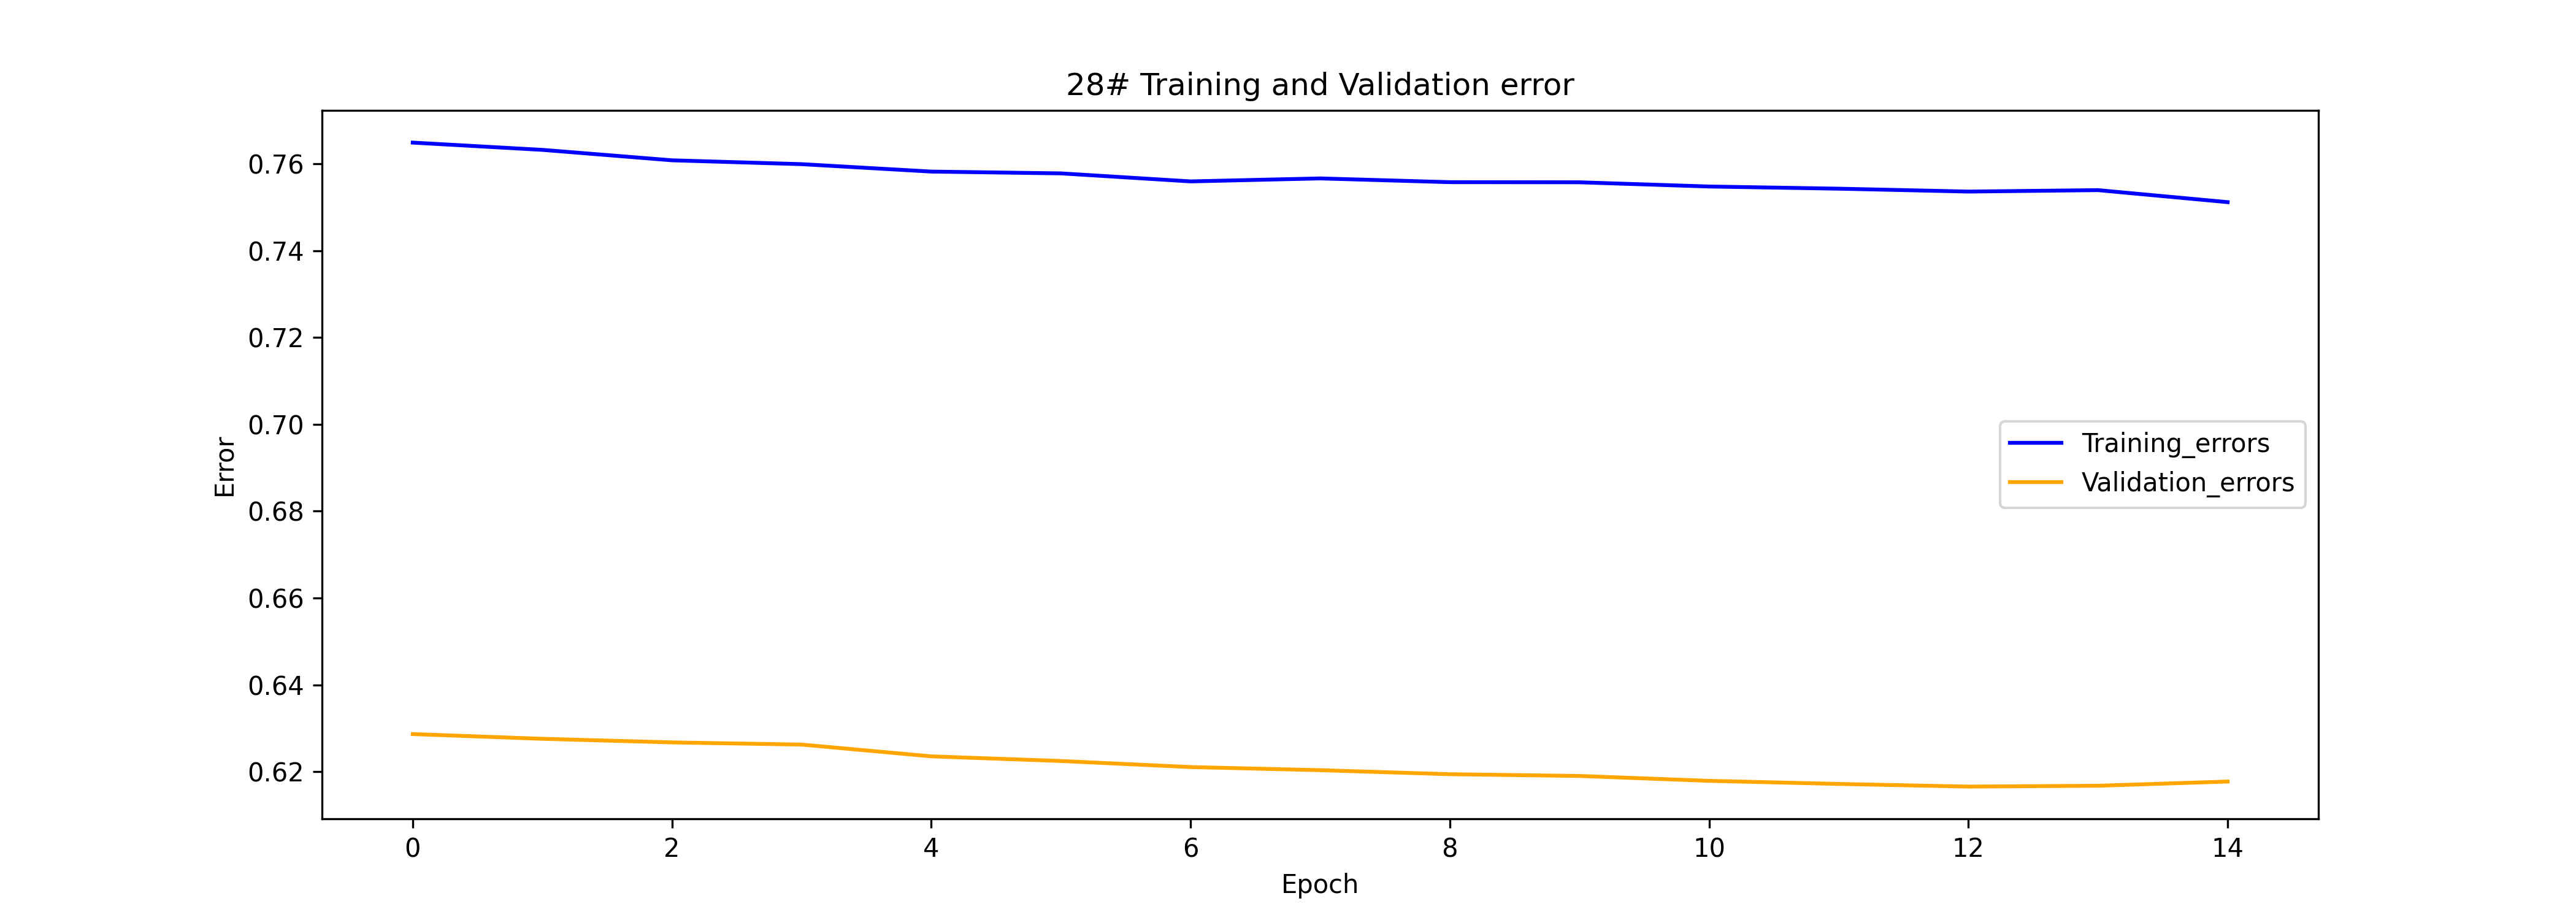 28# Training and Validation error
0.76
0.74
0.72
0.70
0.68
0.66
0.64
0.62
Error
Training_errors
Validation_errors
0 2 4 6 8 10 12 14
Epoch